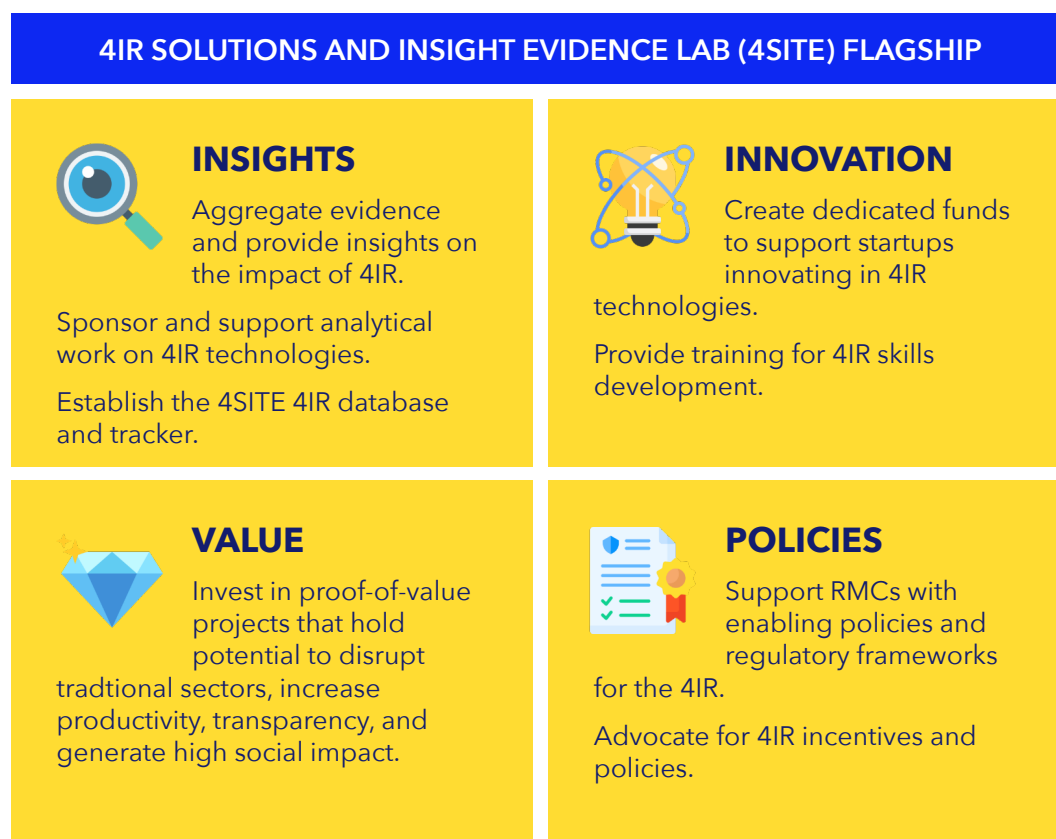 4IR SOLUTIONS AND INSIGHT EVIDENCE LAB (4SITE) FLAGSHIP
INSIGHTS
Aggregate evidence
and provide insights on
the impact of 4IR.
Sponsor and support analytical
work on 4IR technologies.
Establish the 4SITE 4IR database
and tracker.
INNOVATION
Create dedicated funds
to support startups
innovating in 4IR
technologies.
Provide training for 4IR skills
development.
VALUE
Invest in proof-of-value
projects that hold
potential to disrupt
tradtional sectors, increase
productivity, transparency, and
generate high social impact.
POLICIES
Support RMCs with
enabling policies and
regulatory frameworks
for the 4IR.
Advocate for 4IR incentives and
policies.